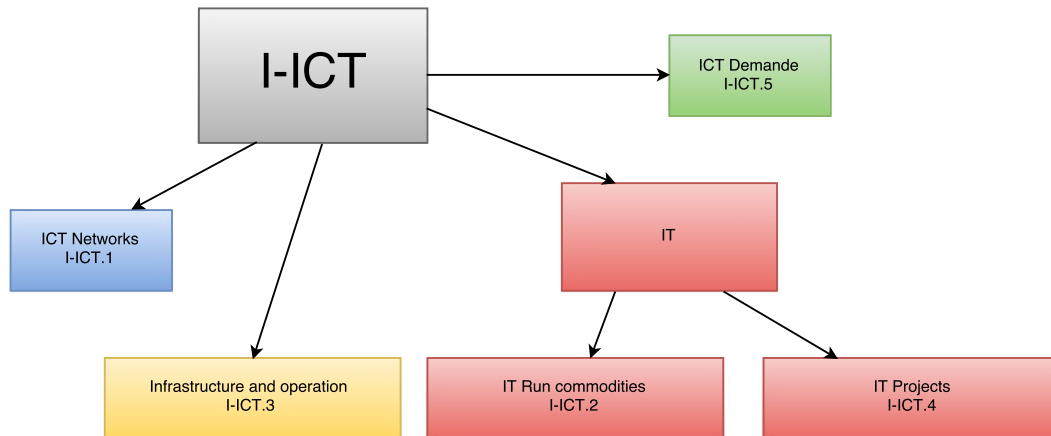 I-ICT
ICT Demande
I-ICT.5
IT
ICT Networks
I-ICT.1
Infrastructure and operation
I-ICT.3
IT Run commodities
I-ICT.2
IT Projects
I-ICT.4